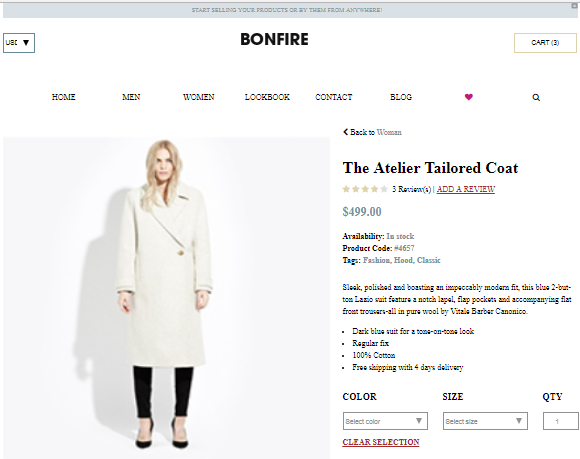 START SELLING YOUR PRODUCTS OR BY THEM FROM ANYWHERE!
BONFIRE
CART (3)
HOME MEN WOMEN LOOKBOOK CONTACT BLOG
Back to Woman
The Atelier Tailored Coat
3 Review(s) | ADD A REVIEW
$499.00
Availability: In stock
Product Code: #4657
Tags: Fashion, Hood, Classic
Sleek, polished and boasting an impeccably modern fit, this blue 2-but-
ton Lazio suit feature a notch lapel, flap pockets and accompanying flat
front trousers-all in pure wool by Vitale Barber Canonico.
Dark blue suit for a tone-on-tone look
Regular fix
100% Cotton
Free shipping with 4 days delivery
COLOR SIZE QTY
Select color Select size 1
CLEAR SELECTION